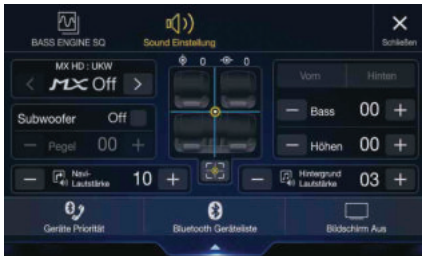 BASS ENGINE SQ
Sound Einstellung
Schließen
MX HD : UKW
MX Off
0 0
Vorn Hinten
Subwoofer Off
Bass 00
Pegel 00
Höhen 00
Navi-Lautstärke 10
Hintergrund Lautstärke 03
Geräte Priorität
Bluetooth Geräteliste
Bildschirm Aus